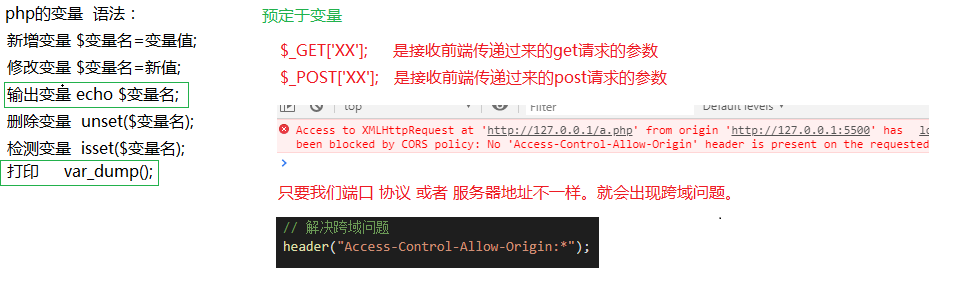 php的变量 语法：
新增变量 $变量名=变量值;
修改变量 $变量名=新值;
输出变量 echo $变量名;
删除变量 unset($变量名);
检测变量 isset($变量名);
打印 var_dump();
预定于变量
$_GET['XX']; 是接收前端传递过来的get请求的参数
$_POST['XX']; 是接收前端传递过来的post请求的参数
top Filter Default levels
Access to XMLHttpRequest at 'http://127.0.0.1/a.php' from origin 'http://127.0.0.1:5500' has
been blocked by CORS policy: No 'Access-Control-Allow-Origin' header is present on the requested
只要我们端口 协议 或者 服务器地址不一样。就会出现跨域问题。
// 解决跨域问题
header("Access-Control-Allow-Origin:*");